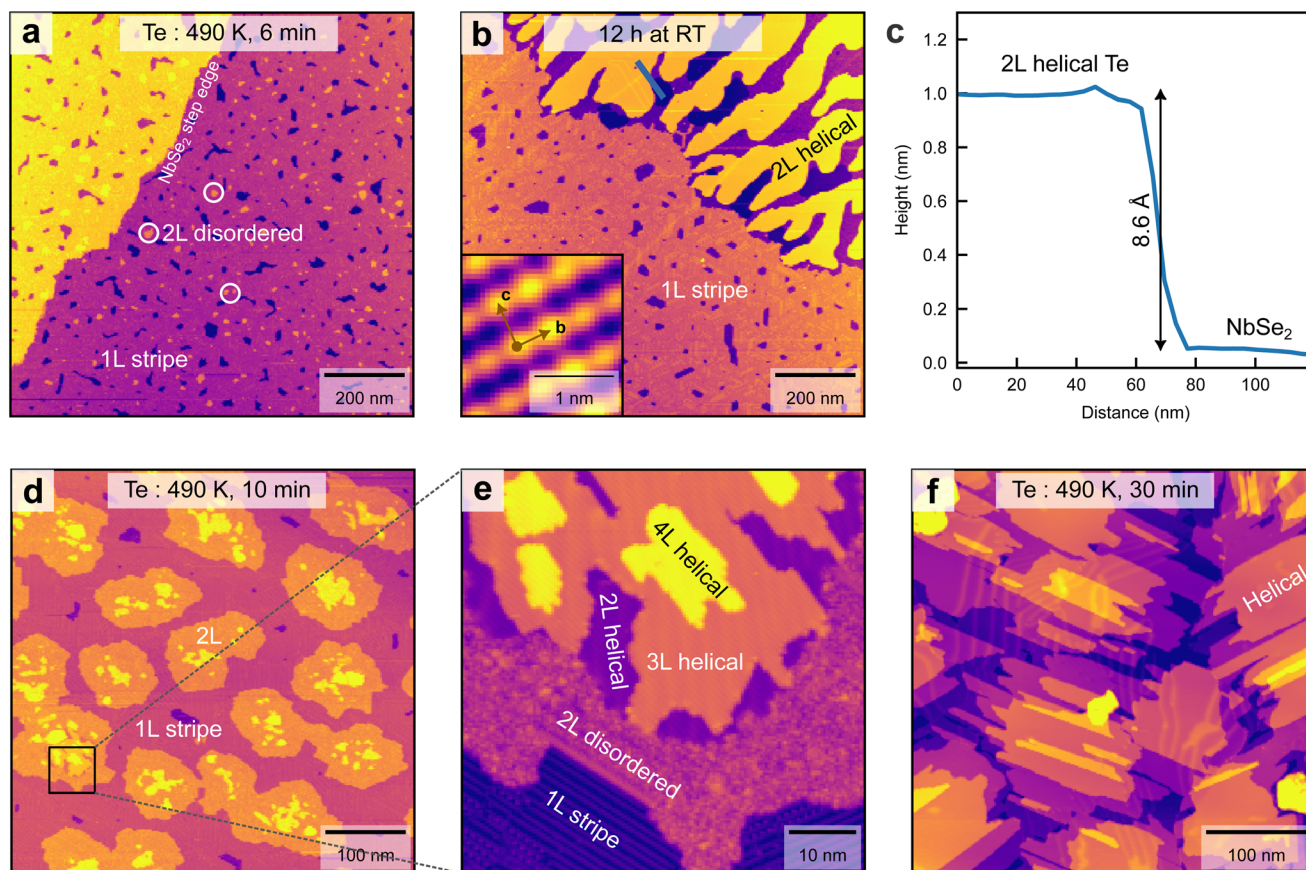 a
Te : 490 K, 6 min
NbSe₂ step edge
2L disordered
1L stripe
200 nm
b
12 h at RT
2L helical
1L stripe
c
b
1 nm
200 nm
c
1.2
1.0
0.8
0.6
0.4
0.2
0.0
Height (nm)
2L helical Te
8.6 Å
NbSe₂
0
20
40
60
80
100
Distance (nm)
d
Te : 490 K, 10 min
2L
1L stripe
100 nm
e
4L helical
2L helical
3L helical
2L disordered
1L stripe
10 nm
f
Te : 490 K, 30 min
Helical
100 nm